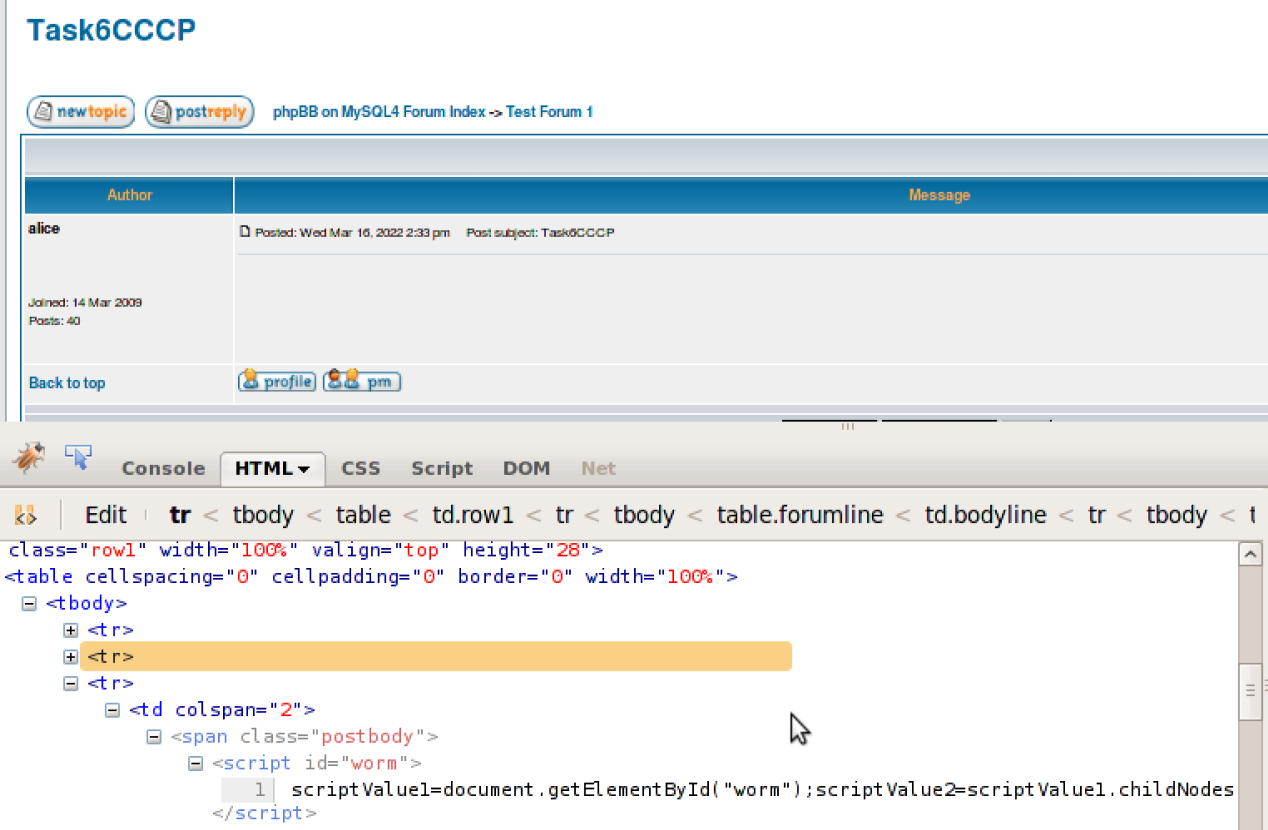 Task6CCCP
newtopic postreply phpBB on MySQL4 Forum Index -> Test Forum 1
Author Message
alice
Posted: Wed Mar 16, 2022 2:33 pm Post subject: Task6CCCP
Joined: 14 Mar 2009
Posts: 40
Back to top profile pm
Console HTML CSS Script DOM Net
Edit tr < tbody < table < td.row1 < tr < tbody < table.forumline < td.bodyline < tr < tbody < t
class="row1" width="100%" valign="top" height="28">
<table cellspacing="0" cellpadding="0" border="0" width="100%">
<tbody>
<tr>
<tr>
<tr>
<td colspan="2">
<span class="postbody">
<script id="worm">
1 scriptValue1=document.getElementById("worm");scriptValue2=scriptValue1.childNodes
</script>